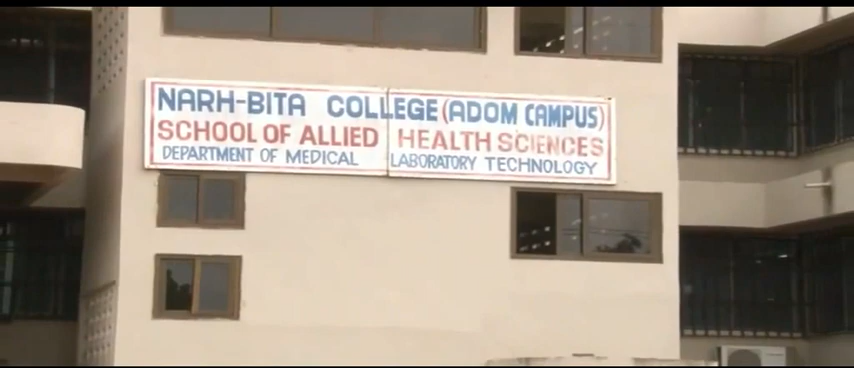 NARH-BITA COLLEGE (ADOM CAMPUS)
SCHOOL OF ALLIED HEALTH SCIENCES
DEPARTMENT OF MEDICAL LABORATORY TECHNOLOGY